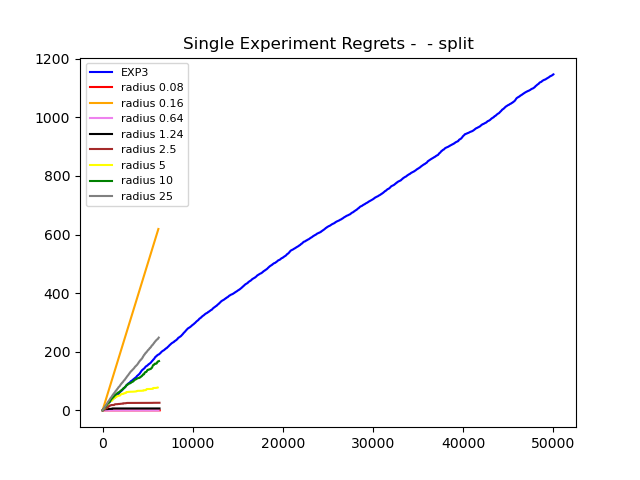 Single Experiment Regrets -  - split
1200
1000
800
600
400
200
0
EXP3
radius 0.08
radius 0.16
radius 0.64
radius 1.24
radius 2.5
radius 5
radius 10
radius 25
0
10000
20000
30000
40000
50000